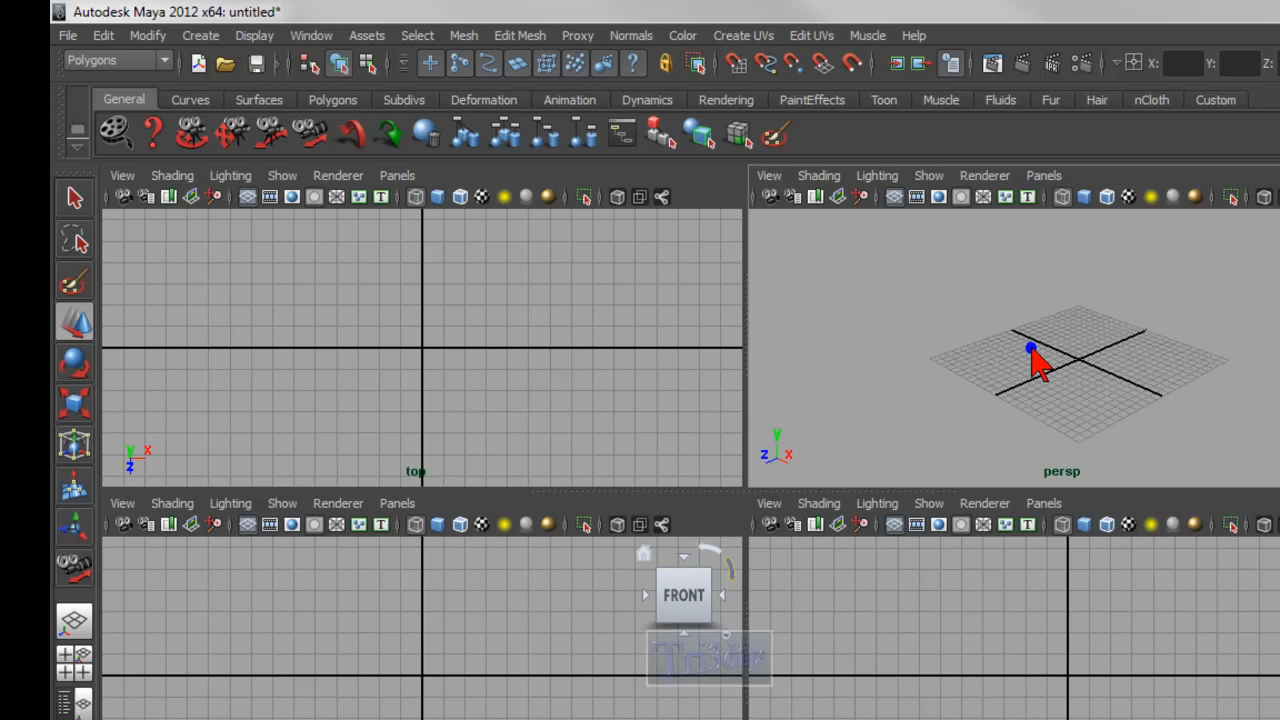 Autodesk Maya 2012 x64: untitled*
File Edit Modify Create Display Window Assets Select Mesh Edit Mesh Proxy Normals Color Create UVs Edit UVs Muscle Help
Polygons X: Y: Z:
General Curves Surfaces Polygons Subdivs Deformation Animation Dynamics Rendering PaintEffects Toon Muscle Fluids Fur Hair nCloth Custom
View Shading Lighting Show Renderer Panels
View Shading Lighting Show Renderer Panels
y x z
top
y z x
persp
View Shading Lighting Show Renderer Panels
View Shading Lighting Show Renderer Panels
FRONT